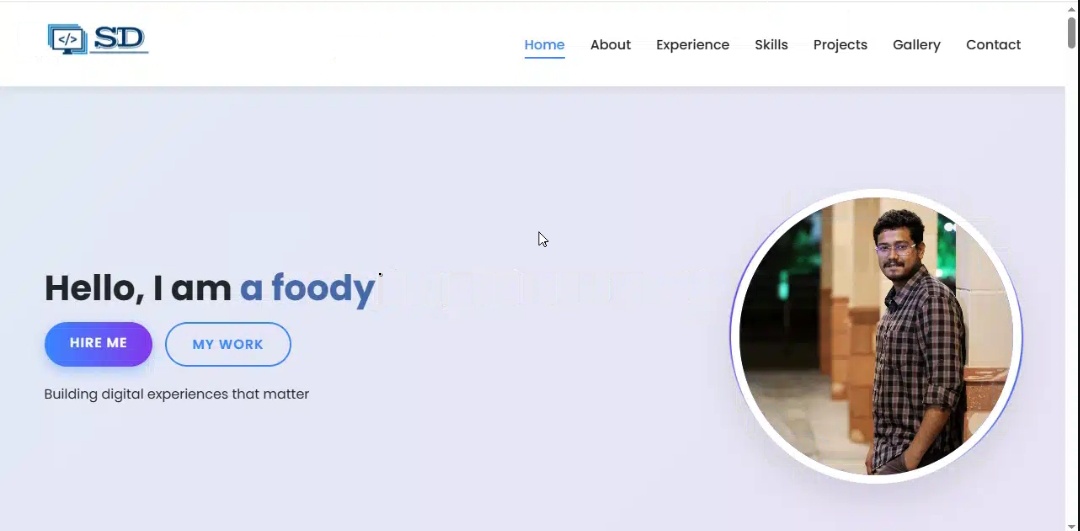 </> SD
Home About Experience Skills Projects Gallery Contact
Hello, I am a foody
HIRE ME MY WORK
Building digital experiences that matter